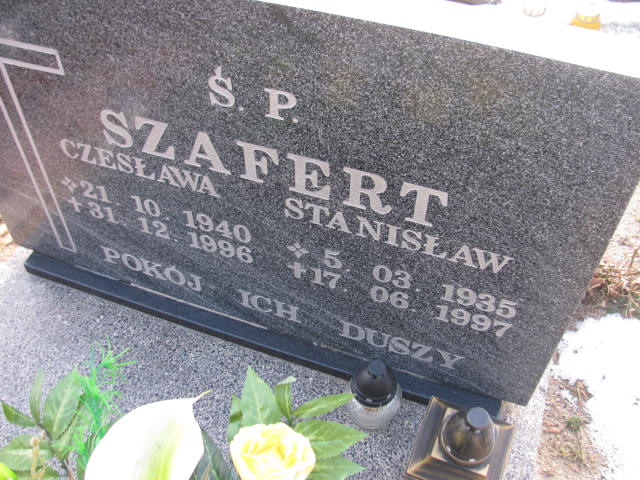 Ś. P.
SZAFERT
CZESŁAWA
*21 10. 1940
+31. 12. 1996
STANISŁAW
*5. 03. 1935
+17. 06. 1997
POKÓJ ICH DUSZY